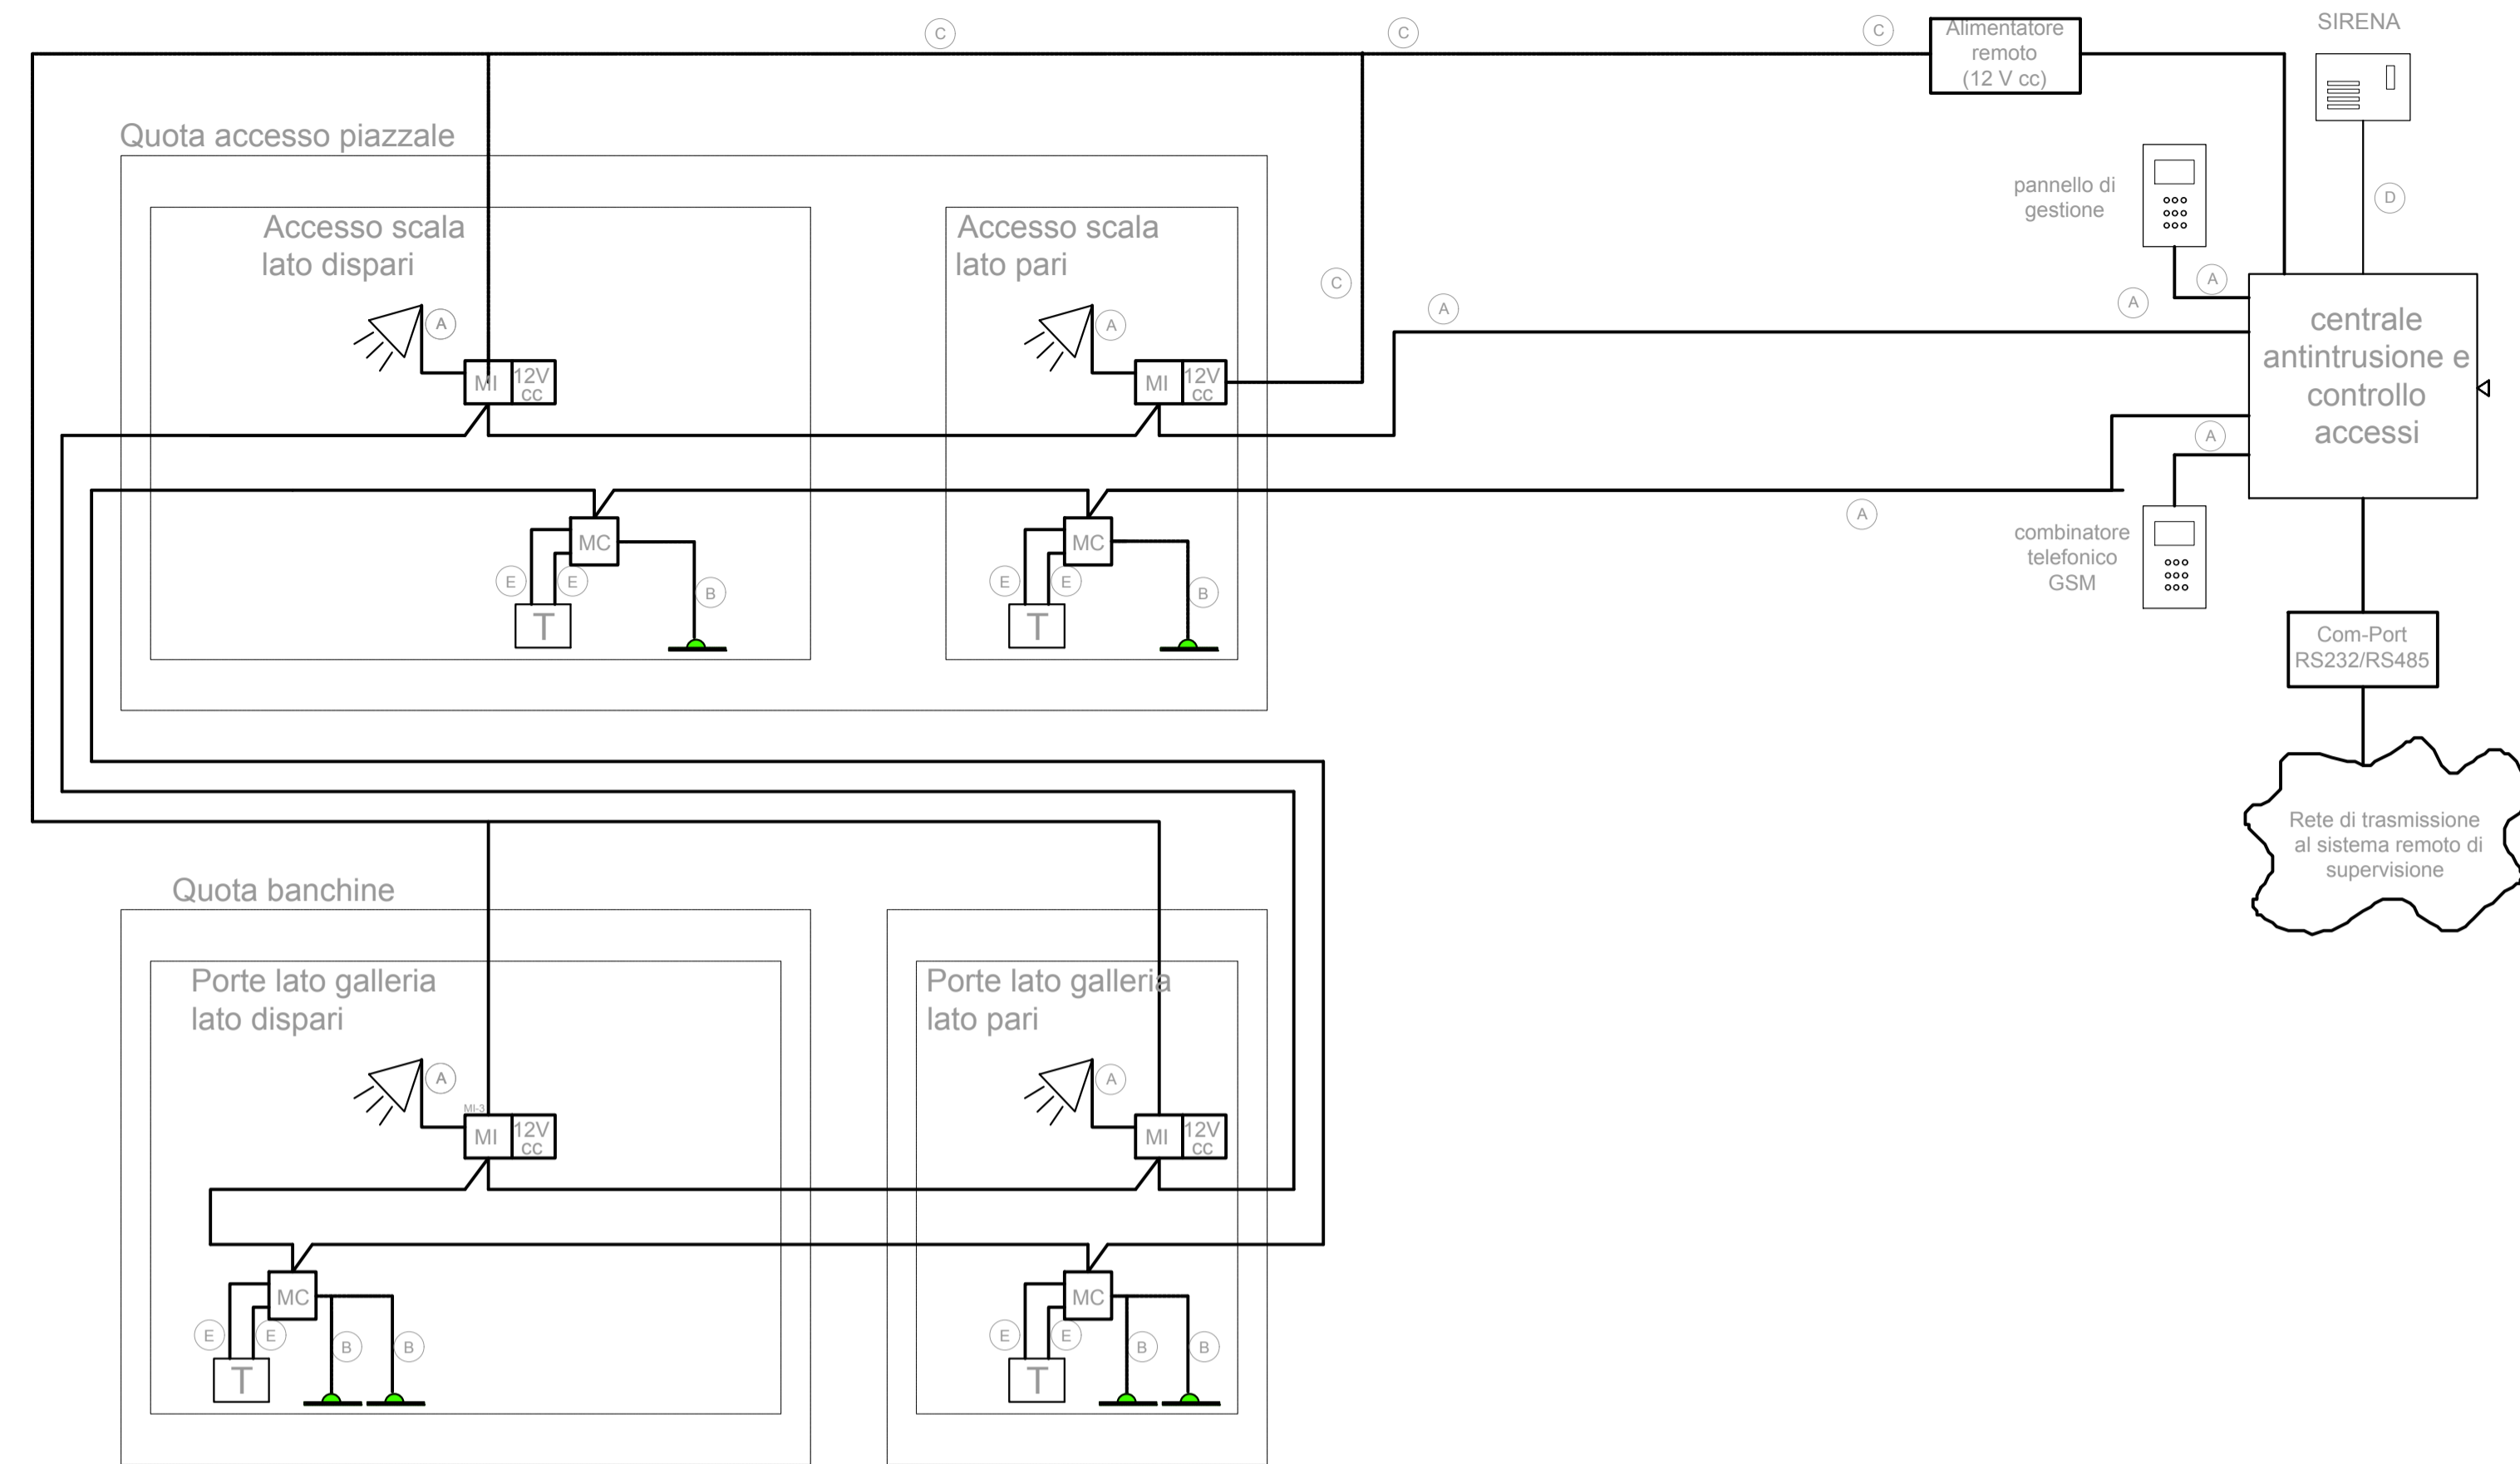 C
C
C
Alimentatore
remoto
(12 V cc)
SIRENA
Quota accesso piazzale
pannello di
gestione
D
Accesso scala
lato dispari
Accesso scala
lato pari
C
A
A
A
A
A
centrale
antintrusione e
controllo
accessi
MI
12V
cc
MI
12V
cc
A
A
MC
MC
combinatore
telefonico
GSM
E
E
B
E
E
B
T
T
Com-Port
RS232/RS485
Rete di trasmissione
al sistema remoto di
supervisione
Quota banchine
Porte lato galleria
lato dispari
Porte lato galleria
lato pari
A
A
MI-3
MI
12V
cc
MI
12V
cc
MC
MC
E
E
B
B
E
E
B
B
T
T